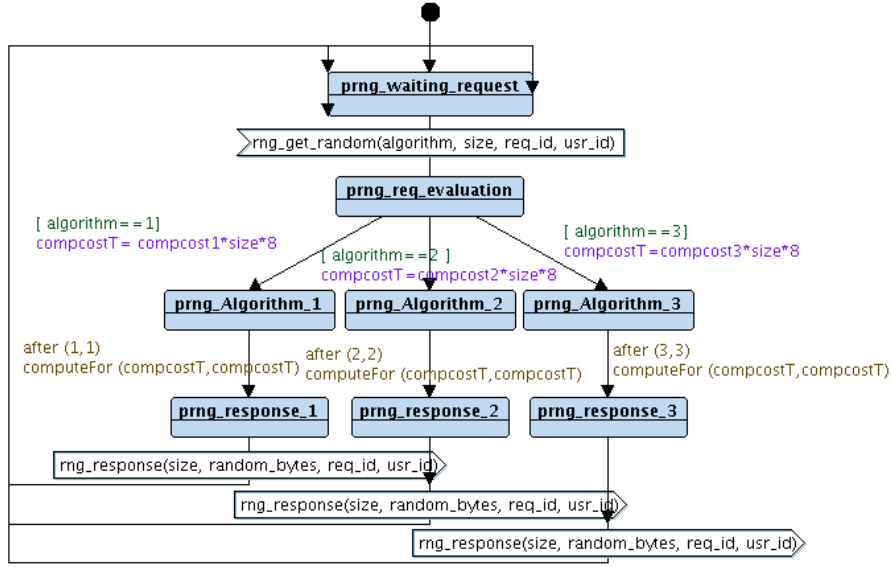 prng_waiting_request
rng_get_random(algorithm, size, req_id, usr_id)
prng_req_evaluation
[ algorithm==1]
compcostT= compcost1*size*8
[ algorithm==2 ]
compcostT=compcost2*size*8
[ algorithm==3]
compcostT=compcost3*size*8
prng_Algorithm_1
prng_Algorithm_2
prng_Algorithm_3
after (1,1)
computeFor (compcostT,compcostT)
after (2,2)
computeFor (compcostT,compcostT)
after (3,3)
computeFor (compcostT,compcostT)
prng_response_1
prng_response_2
prng_response_3
rng_response(size, random_bytes, req_id, usr_id)
rng_response(size, random_bytes, req_id, usr_id)
rng_response(size, random_bytes, req_id, usr_id)